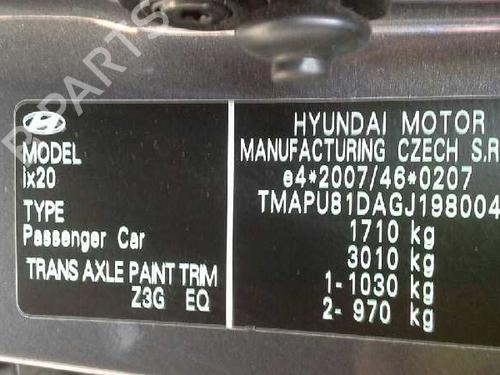 MODEL
ix20
TYPE
Passenger Car
TRANS AXLE PAINT TRIM
Z3G EQ
HYUNDAI MOTOR
MANUFACTURING CZECH S.R
e4*2007/46*0207
TMAPU81DAGJ198004
1710 kg
3010 kg
1- 1030 kg
2- 970 kg